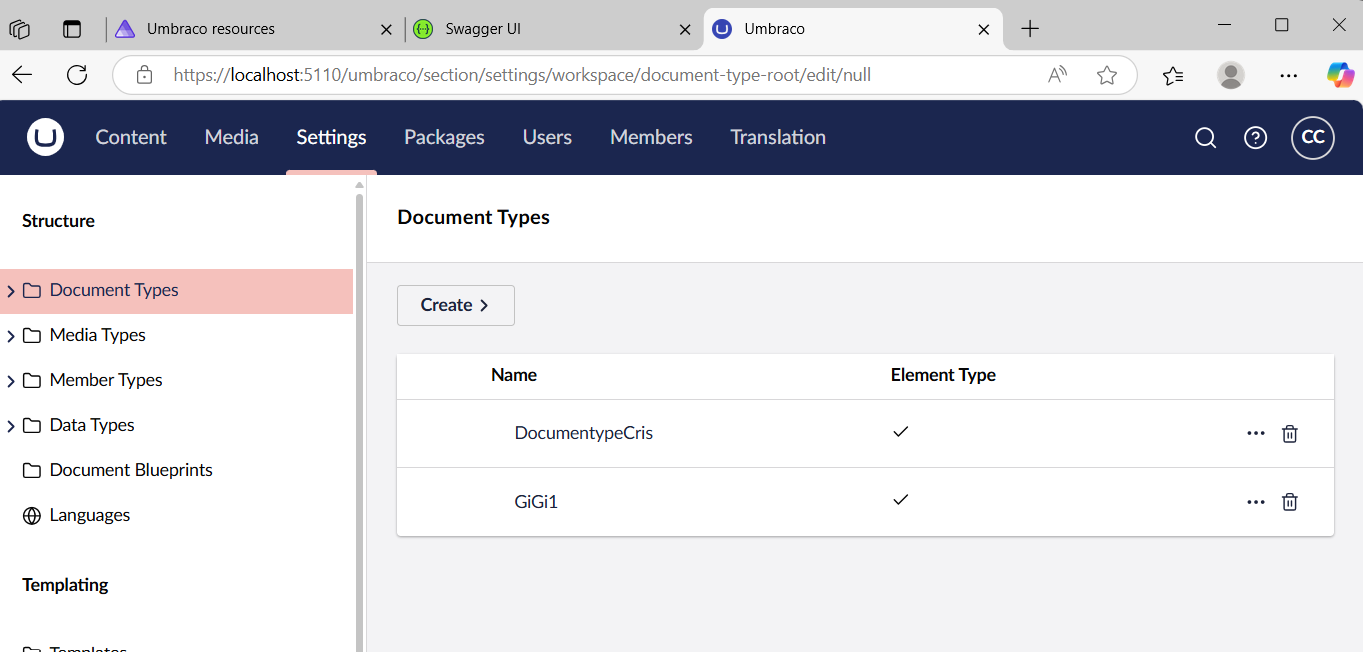 Umbraco resources
Swagger UI
Umbraco
https://localhost:5110/umbraco/section/settings/workspace/document-type-root/edit/null
Content Media Settings Packages Users Members Translation CC
Structure
Document Types
Media Types
Member Types
Data Types
Document Blueprints
Languages
Templating
Templates
Document Types
Create
Name Element Type
DocumentypeCris
GiGi1